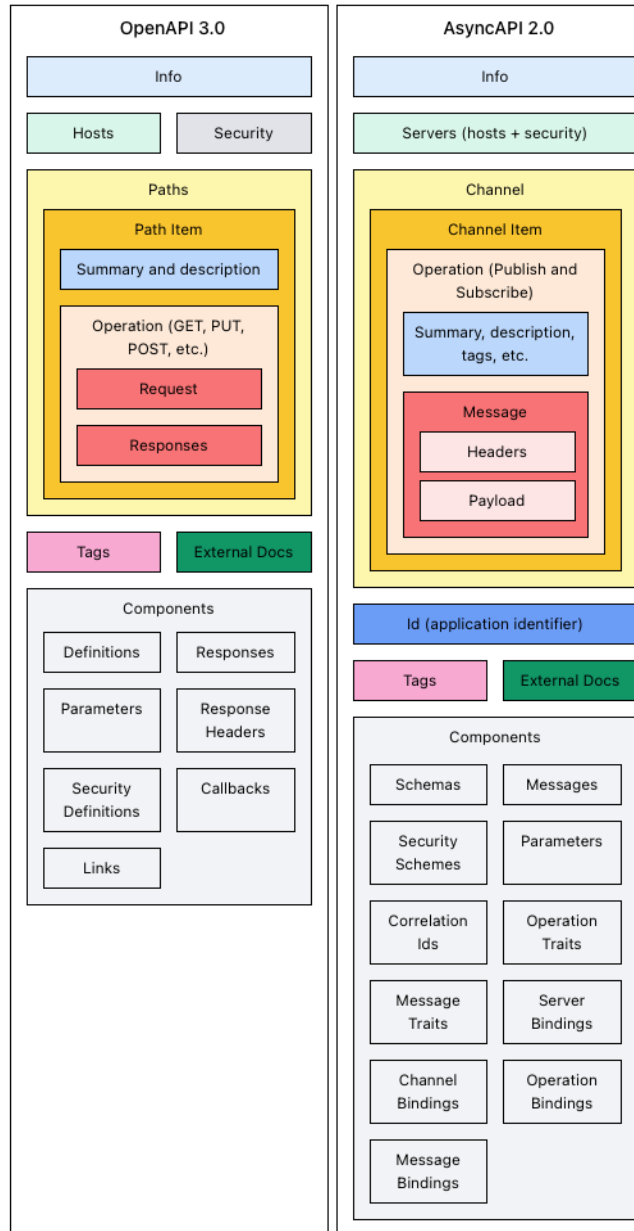 OpenAPI 3.0
Info
Hosts
Security
Paths
Path Item
Summary and description
Operation (GET, PUT,
POST, etc.)
Request
Responses
Tags
External Docs
Components
Definitions
Responses
Parameters
Response
Headers
Security
Definitions
Callbacks
Links
AsyncAPI 2.0
Info
Servers (hosts + security)
Channel
Channel Item
Operation (Publish and
Subscribe)
Summary, description,
tags, etc.
Message
Headers
Payload
Id (application identifier)
Tags
External Docs
Components
Schemas
Messages
Security
Schemes
Parameters
Correlation
Ids
Operation
Traits
Message
Traits
Server
Bindings
Channel
Bindings
Operation
Bindings
Message
Bindings